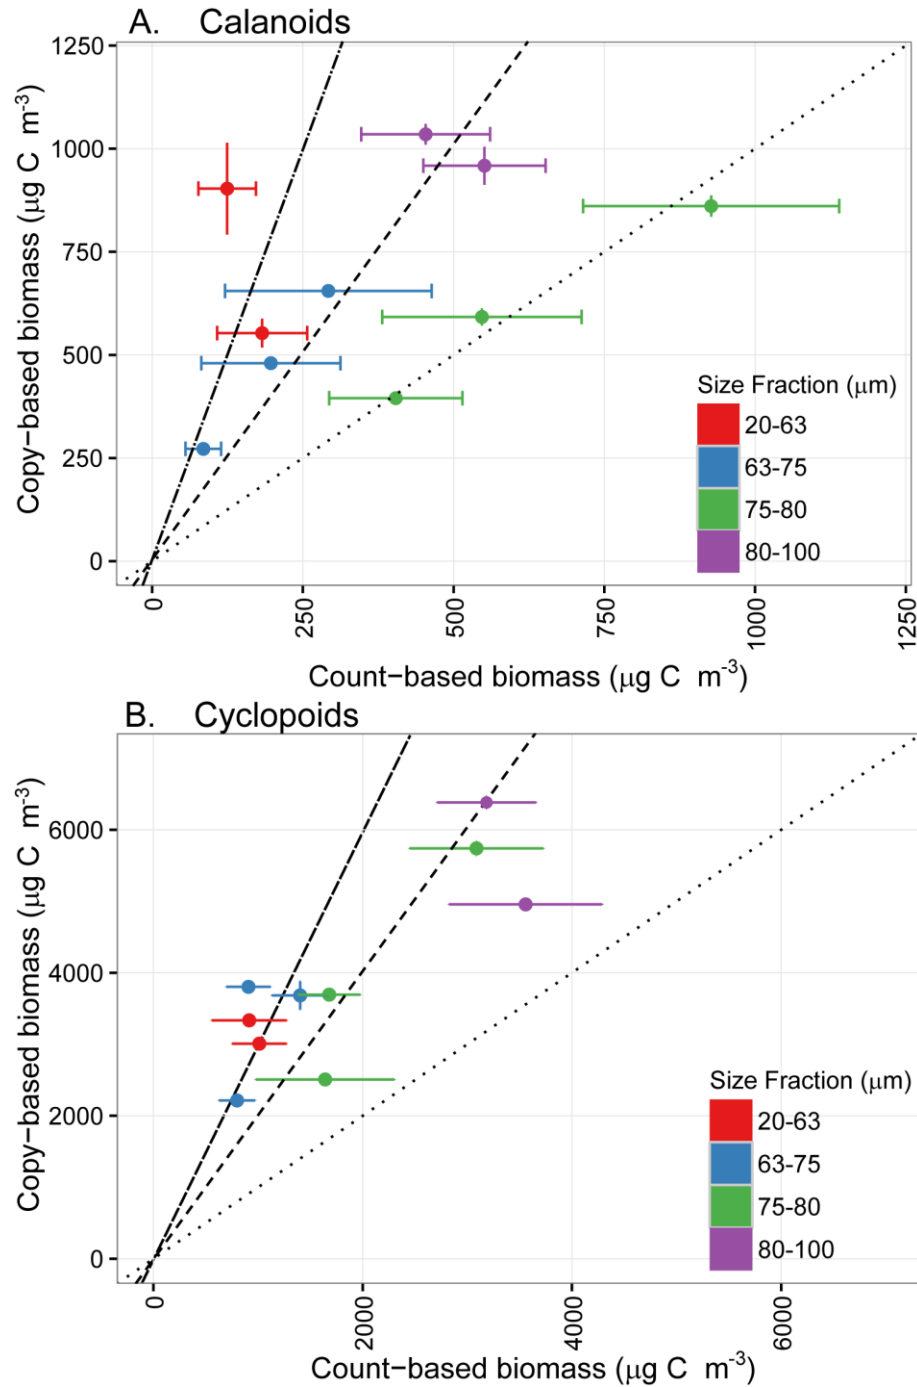 A. Calanoids
Copy−based biomass (μg C m-3)
1250
1000
750
500
250
0
Size Fraction (μm)
20-63
63-75
75-80
80-100
0 250 500 750 1000 1250
Count−based biomass (μg C m-3)
B. Cyclopoids
Copy−based biomass (μg C m-3)
6000
4000
2000
0
Size Fraction (μm)
20-63
63-75
75-80
80-100
0 2000 4000 6000
Count−based biomass (μg C m-3)